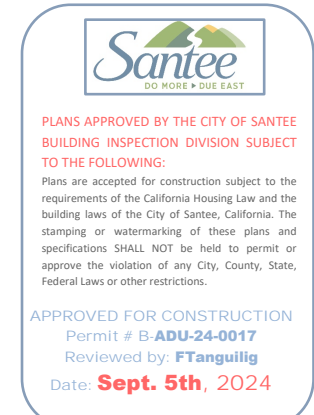 Santee
DO MORE ▶ DUE EAST
PLANS APPROVED BY THE CITY OF SANTEE
BUILDING INSPECTION DIVISION SUBJECT
TO THE FOLLOWING:
Plans are accepted for construction subject to the
requirements of the California Housing Law and the
building laws of the City of Santee, California. The
stamping or watermarking of these plans and
specifications SHALL NOT be held to permit or
approve the violation of any City, County, State,
Federal Laws or other restrictions.
APPROVED FOR CONSTRUCTION
Permit # B-ADU-24-0017
Reviewed by: FTanguilig
Date: Sept. 5th, 2024